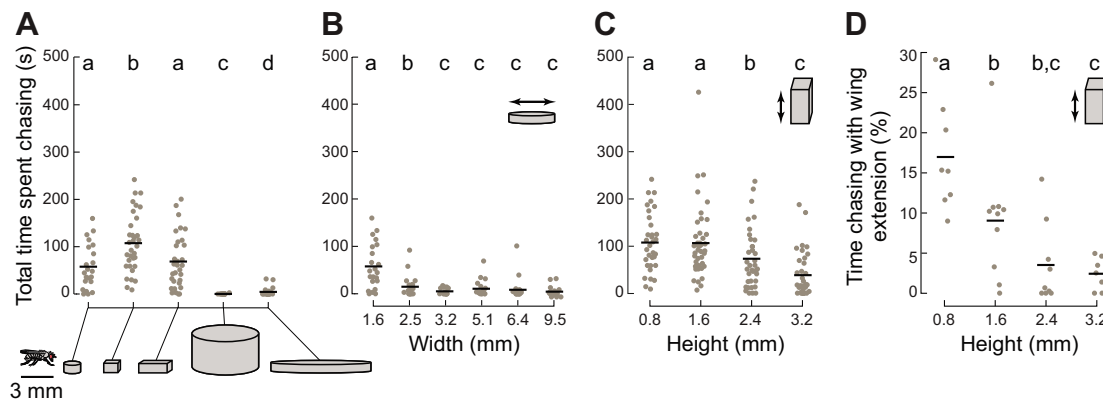 A
Total time spent chasing (s)
500
400
300
200
100
0
a b a c d
3 mm
B
500
400
300
200
100
0
a b c c c c
1.6 2.5 3.2 5.1 6.4 9.5
Width (mm)
C
500
400
300
200
100
0
a a b c
0.8 1.6 2.4 3.2
Height (mm)
D
Time chasing with wing
extension (%)
30
25
20
15
10
5
0
a b b,c c
0.8 1.6 2.4 3.2
Height (mm)